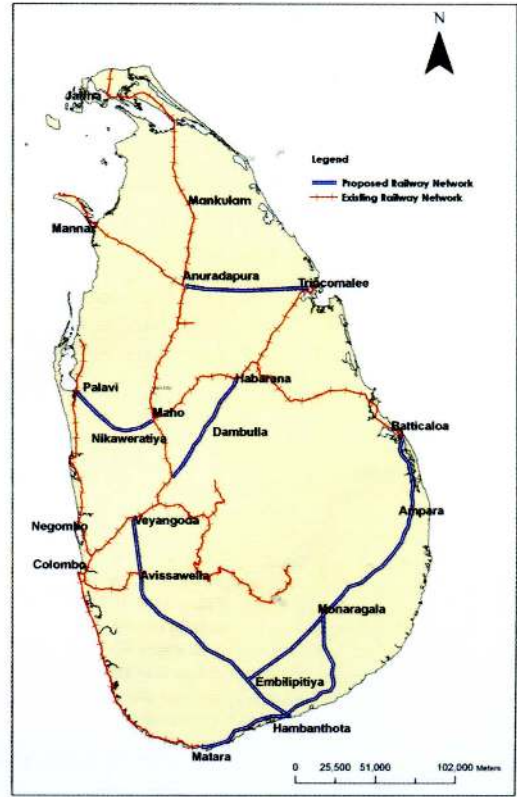 N
Jaffna
Legend
Proposed Railway Network
Existing Railway Network
Mankulam
Mannar
Anuradapura
Trincomalee
Habarana
Palavi
Maho
Nikaweratiya
Dambulla
Batticaloa
Ampara
Negombo
Veyangoda
Colombo
Avissawella
Monaragala
Embilipitiya
Hambanthota
Matara
0 25,500 51,000 102,000 Meters